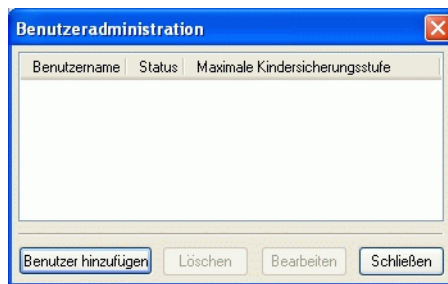 Benutzeradministration
Benutzername Status Maximale Kindersicherungsstufe
Benutzer hinzufügen Löschen Bearbeiten Schließen